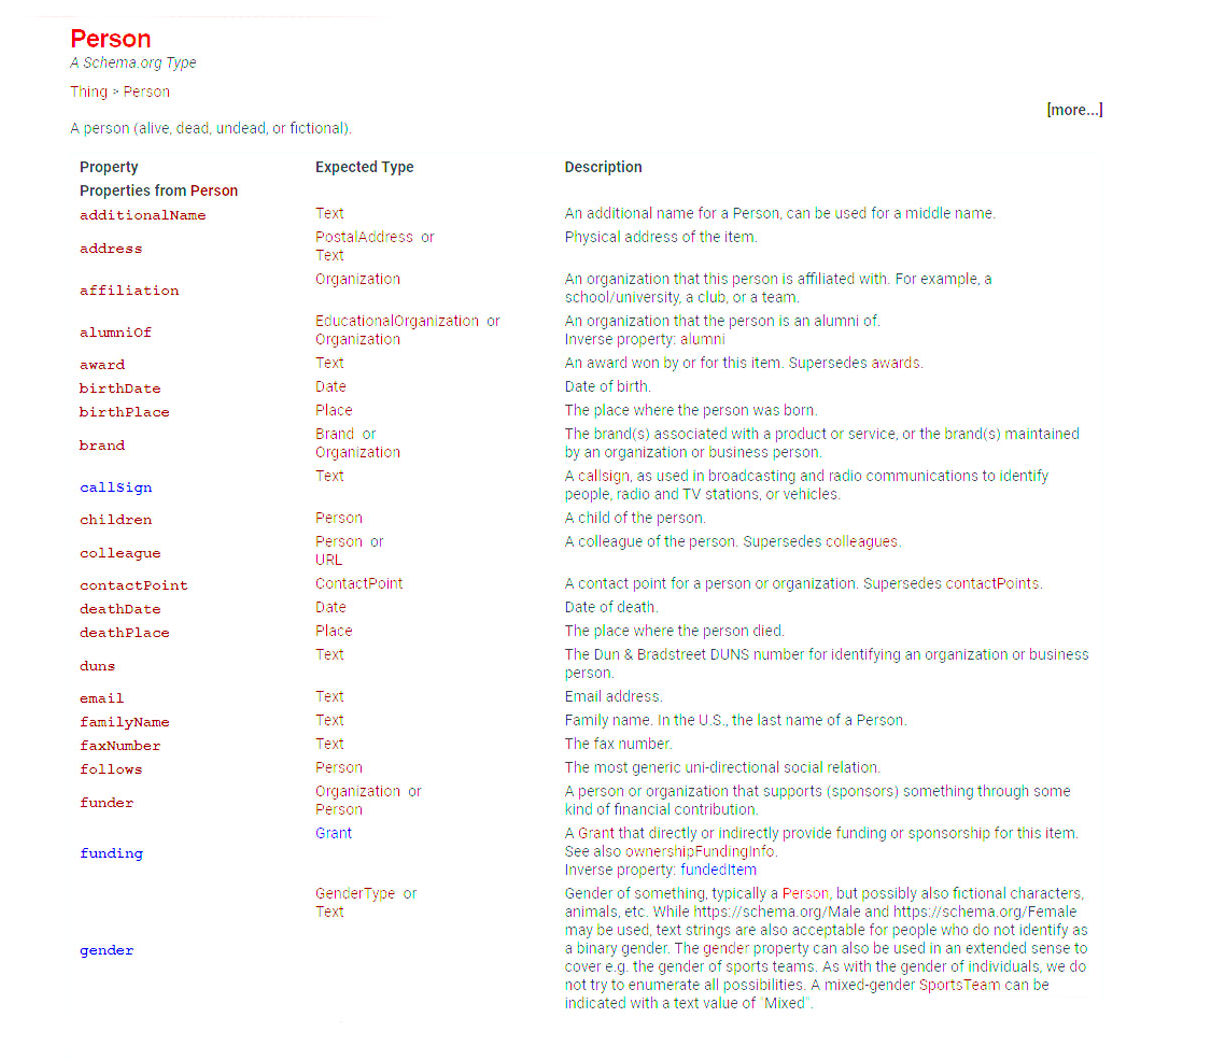 Person
A Schema.org Type
Thing > Person
[more...]
A person (alive, dead, undead, or fictional).
Property Expected Type Description
Properties from Person
additionalName Text An additional name for a Person, can be used for a middle name.
address PostalAddress or Physical address of the item.
Text
affiliation Organization An organization that this person is affiliated with. For example, a
school/university, a club, or a team.
alumniOf EducationalOrganization or An organization that the person is an alumni of.
Organization Inverse property: alumni
award Text An award won by or for this item. Supersedes awards.
birthDate Date Date of birth.
birthPlace Place The place where the person was born.
brand Brand or The brand(s) associated with a product or service, or the brand(s) maintained
Organization by an organization or business person.
callSign Text A callsign, as used in broadcasting and radio communications to identify
people, radio and TV stations, or vehicles.
children Person A child of the person.
colleague Person or A colleague of the person. Supersedes colleagues.
URL
contactPoint ContactPoint A contact point for a person or organization. Supersedes contactPoints.
deathDate Date Date of death.
deathPlace Place The place where the person died.
duns Text The Dun & Bradstreet DUNS number for identifying an organization or business
person.
email Text Email address.
familyName Text Family name. In the U.S., the last name of a Person.
faxNumber Text The fax number.
follows Person The most generic uni-directional social relation.
funder Organization or A person or organization that supports (sponsors) something through some
Person kind of financial contribution.
funding Grant A Grant that directly or indirectly provide funding or sponsorship for this item.
See also ownershipFundingInfo.
Inverse property: fundedItem
gender GenderType or Gender of something, typically a Person, but possibly also fictional characters,
Text animals, etc. While https://schema.org/Male and https://schema.org/Female
may be used, text strings are also acceptable for people who do not identify as
a binary gender. The gender property can also be used in an extended sense to
cover e.g. the gender of sports teams. As with the gender of individuals, we do
not try to enumerate all possibilities. A mixed-gender SportsTeam can be
indicated with a text value of "Mixed".